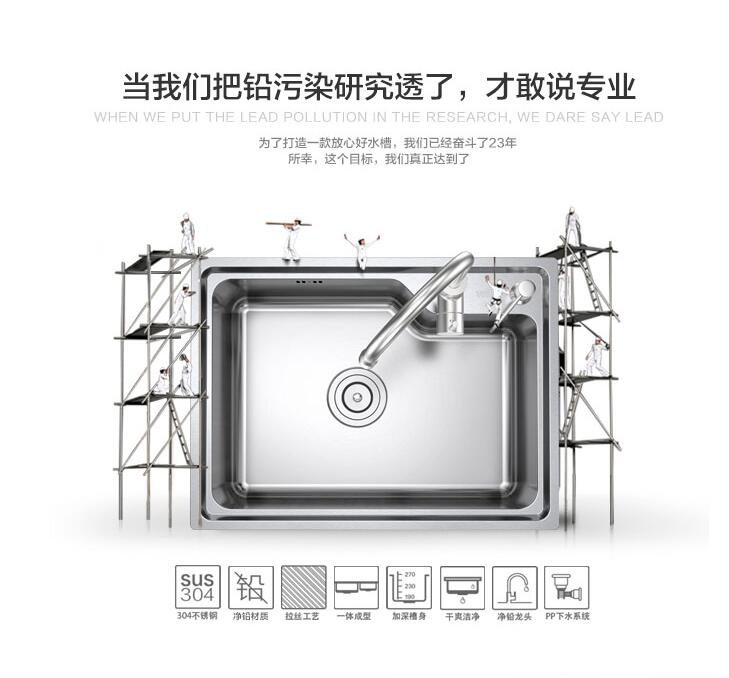 当我们把铅污染研究透了，才敢说专业
WHEN WE PUT THE LEAD POLLUTION IN THE RESEARCH, WE DARE SAY LEAD
为了打造一款放心好水槽，我们已经奋斗了23年
所幸，这个目标，我们真正达到了
SUS
304
铅
270
230
190
304不锈钢
净铅材质
拉丝工艺
一体成型
加深槽身
干爽洁净
净铅龙头
PP下水系统